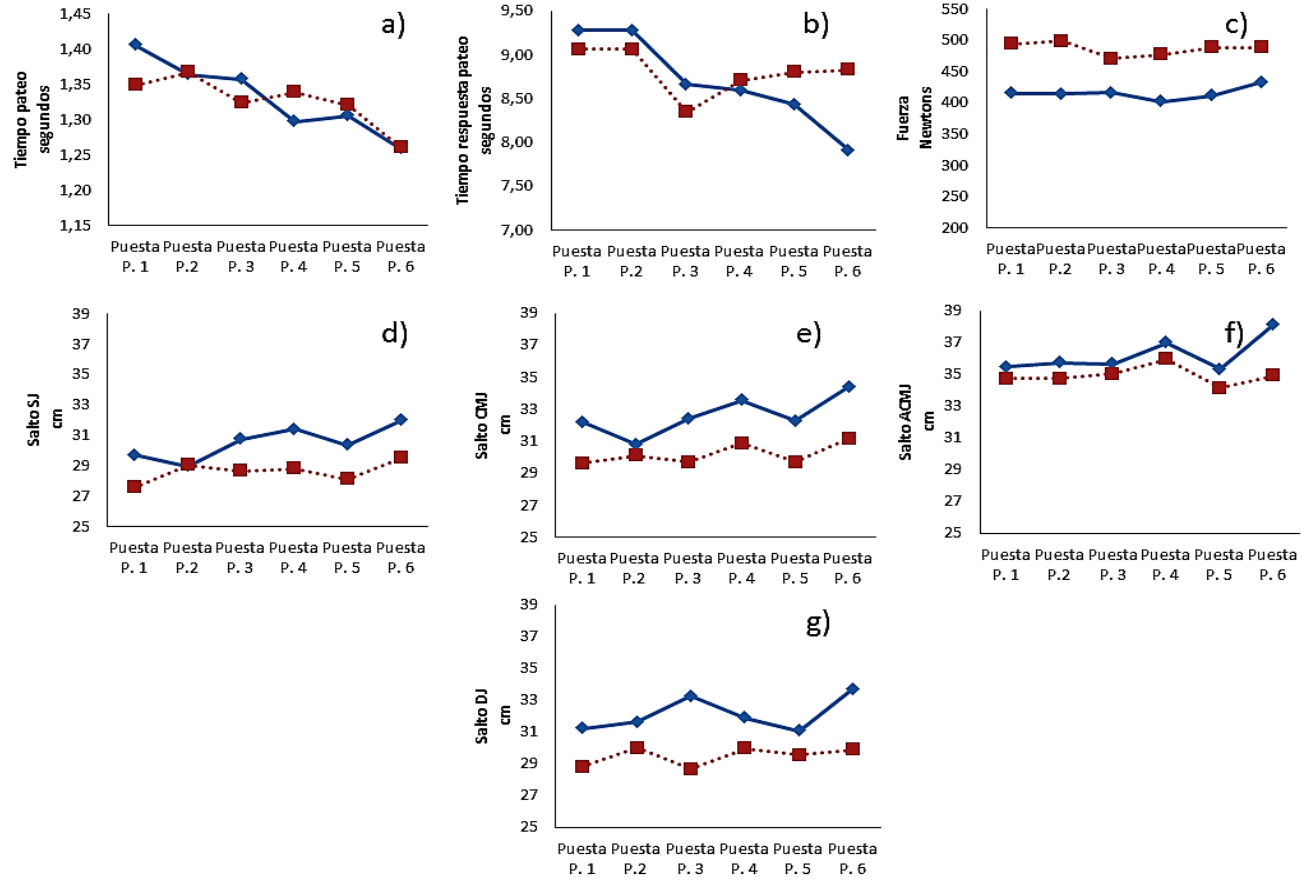 a)
Tiempo pateo
segundos
1,45
1,40
1,35
1,30
1,25
1,20
1,15
Puesta Puesta Puesta Puesta Puesta Puesta
P. 1 P.2 P. 3 P. 4 P. 5 P. 6
b)
Tiempo respuesta pateo
segundos
9,50
9,00
8,50
8,00
7,50
7,00
Puesta Puesta Puesta Puesta Puesta Puesta
P. 1 P.2 P. 3 P. 4 P. 5 P. 6
c)
Fuerza
Newtons
550
500
450
400
350
300
250
200
Puesta Puesta Puesta Puesta Puesta Puesta
P. 1 P.2 P. 3 P. 4 P. 5 P. 6
d)
Salto SJ
cm
39
37
35
33
31
29
27
25
Puesta Puesta Puesta Puesta Puesta Puesta
P. 1 P.2 P. 3 P. 4 P. 5 P. 6
e)
Salto CMJ
cm
39
37
35
33
31
29
27
25
Puesta Puesta Puesta Puesta Puesta Puesta
P. 1 P.2 P. 3 P. 4 P. 5 P. 6
f)
Salto ACMJ
cm
39
37
35
33
31
29
27
25
Puesta Puesta Puesta Puesta Puesta Puesta
P. 1 P.2 P. 3 P. 4 P. 5 P. 6
g)
Salto DJ
cm
39
37
35
33
31
29
27
25
Puesta Puesta Puesta Puesta Puesta Puesta
P. 1 P.2 P. 3 P. 4 P. 5 P. 6